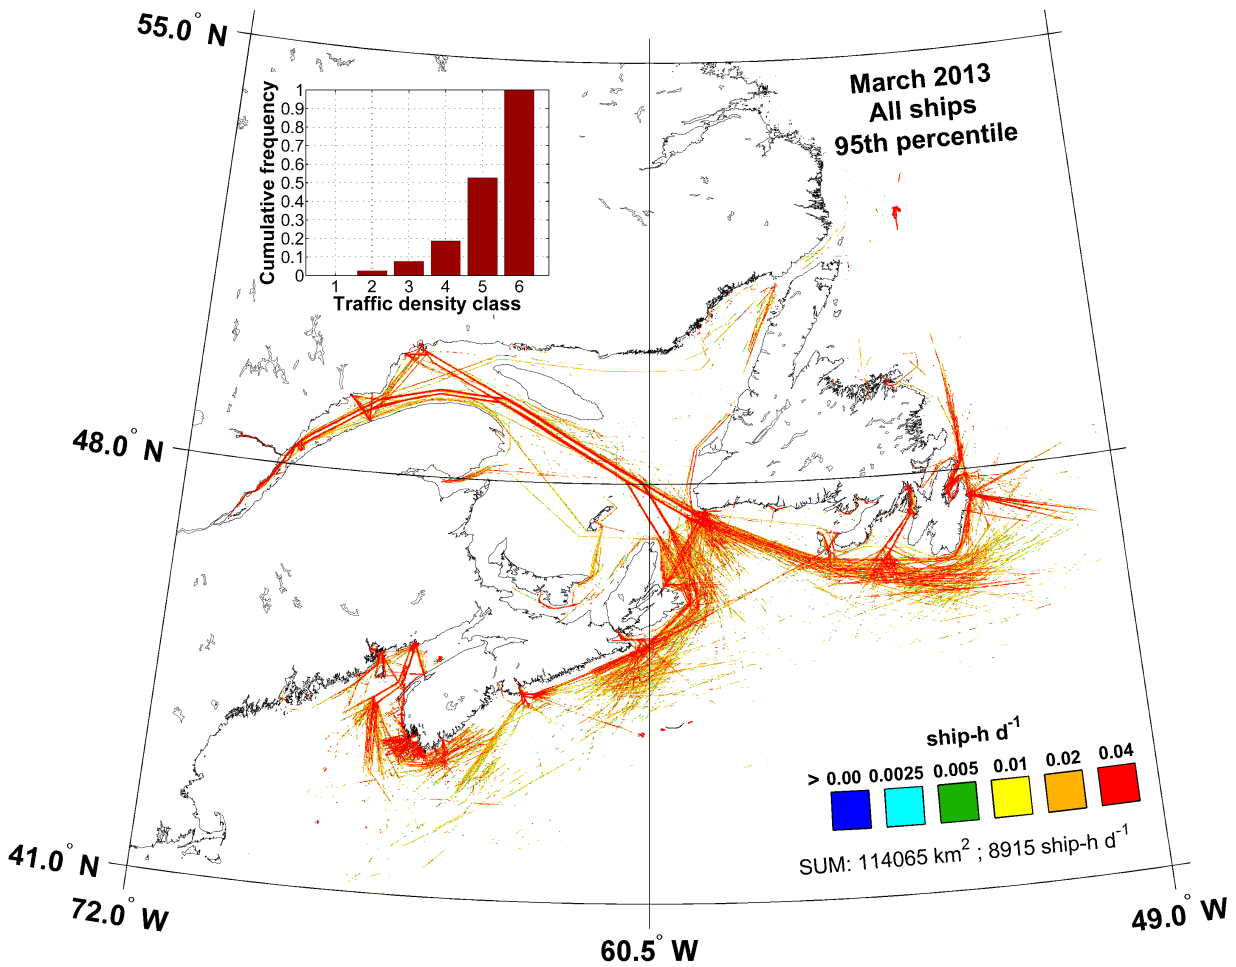 55.0° N
March 2013
All ships
95th percentile
Cumulative frequency
1
0.9
0.8
0.7
0.6
0.5
0.4
0.3
0.2
0.1
0
1 2 3 4 5 6
Traffic density class
48.0° N
ship-h d⁻¹
> 0.00 0.0025 0.005 0.01 0.02 0.04
SUM: 114065 km² ; 8915 ship-h d⁻¹
41.0° N
72.0° W
60.5° W
49.0° W